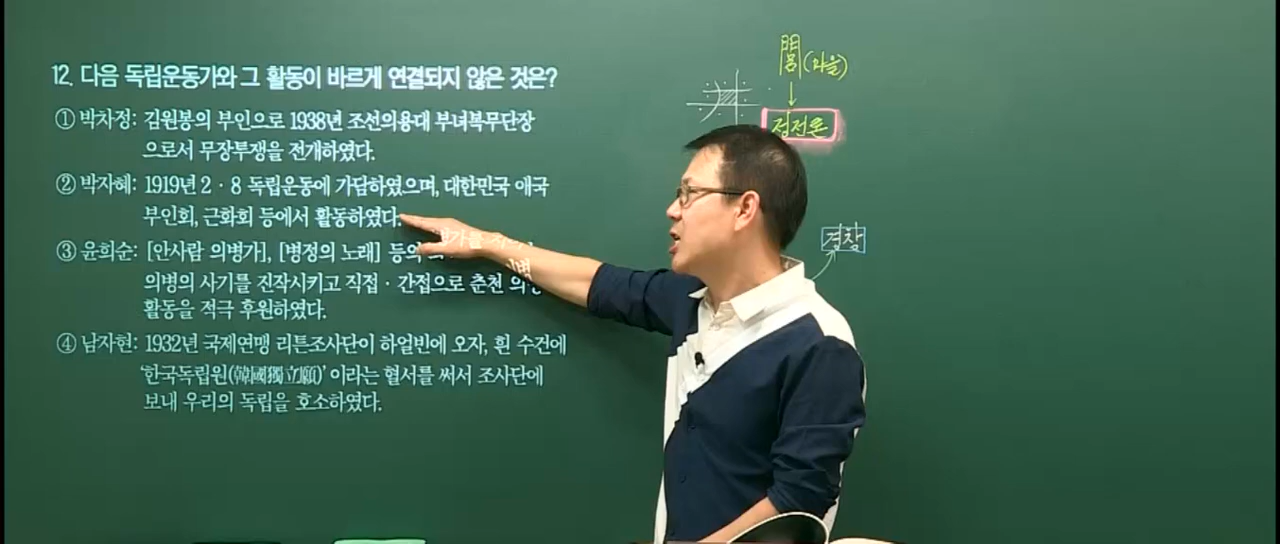 12. 다음 독립운동가와 그 활동이 바르게 연결되지 않은 것은?
① 박차정: 김원봉의 부인으로 1938년 조선의용대 부녀복무단장
으로서 무장투쟁을 전개하였다.
② 박자혜: 1919년 2·8 독립운동에 가담하였으며, 대한민국 애국
부인회, 근화회 등에서 활동하였다.
③ 윤희순: [안사람 의병가], [병정의 노래] 등의
의병의 사기를 진작시키고 직접·간접으로 춘천 의병
활동을 적극 후원하였다.
④ 남자현: 1932년 국제연맹 리튼조사단이 하얼빈에 오자, 흰 수건에
'한국독립원(韓國獨立願)' 이라는 혈서를 써서 조사단에
보내 우리의 독립을 호소하였다.
閭(마을)
정전론
경찰